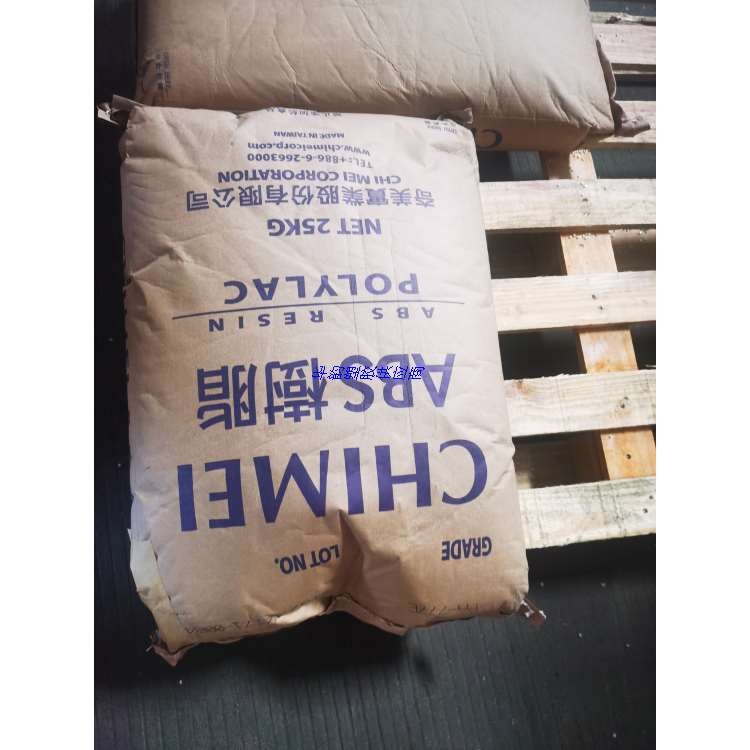 GRADE LOT NO.
CHIMEI
ABS樹脂
ABS RESIN
POLYLAC
NET 25KG
奇美實業股份有限公司
CHI MEI CORPORATION
TEL:+886-6-2663000
www.chimeicorp.com
MADE IN TAIWAN